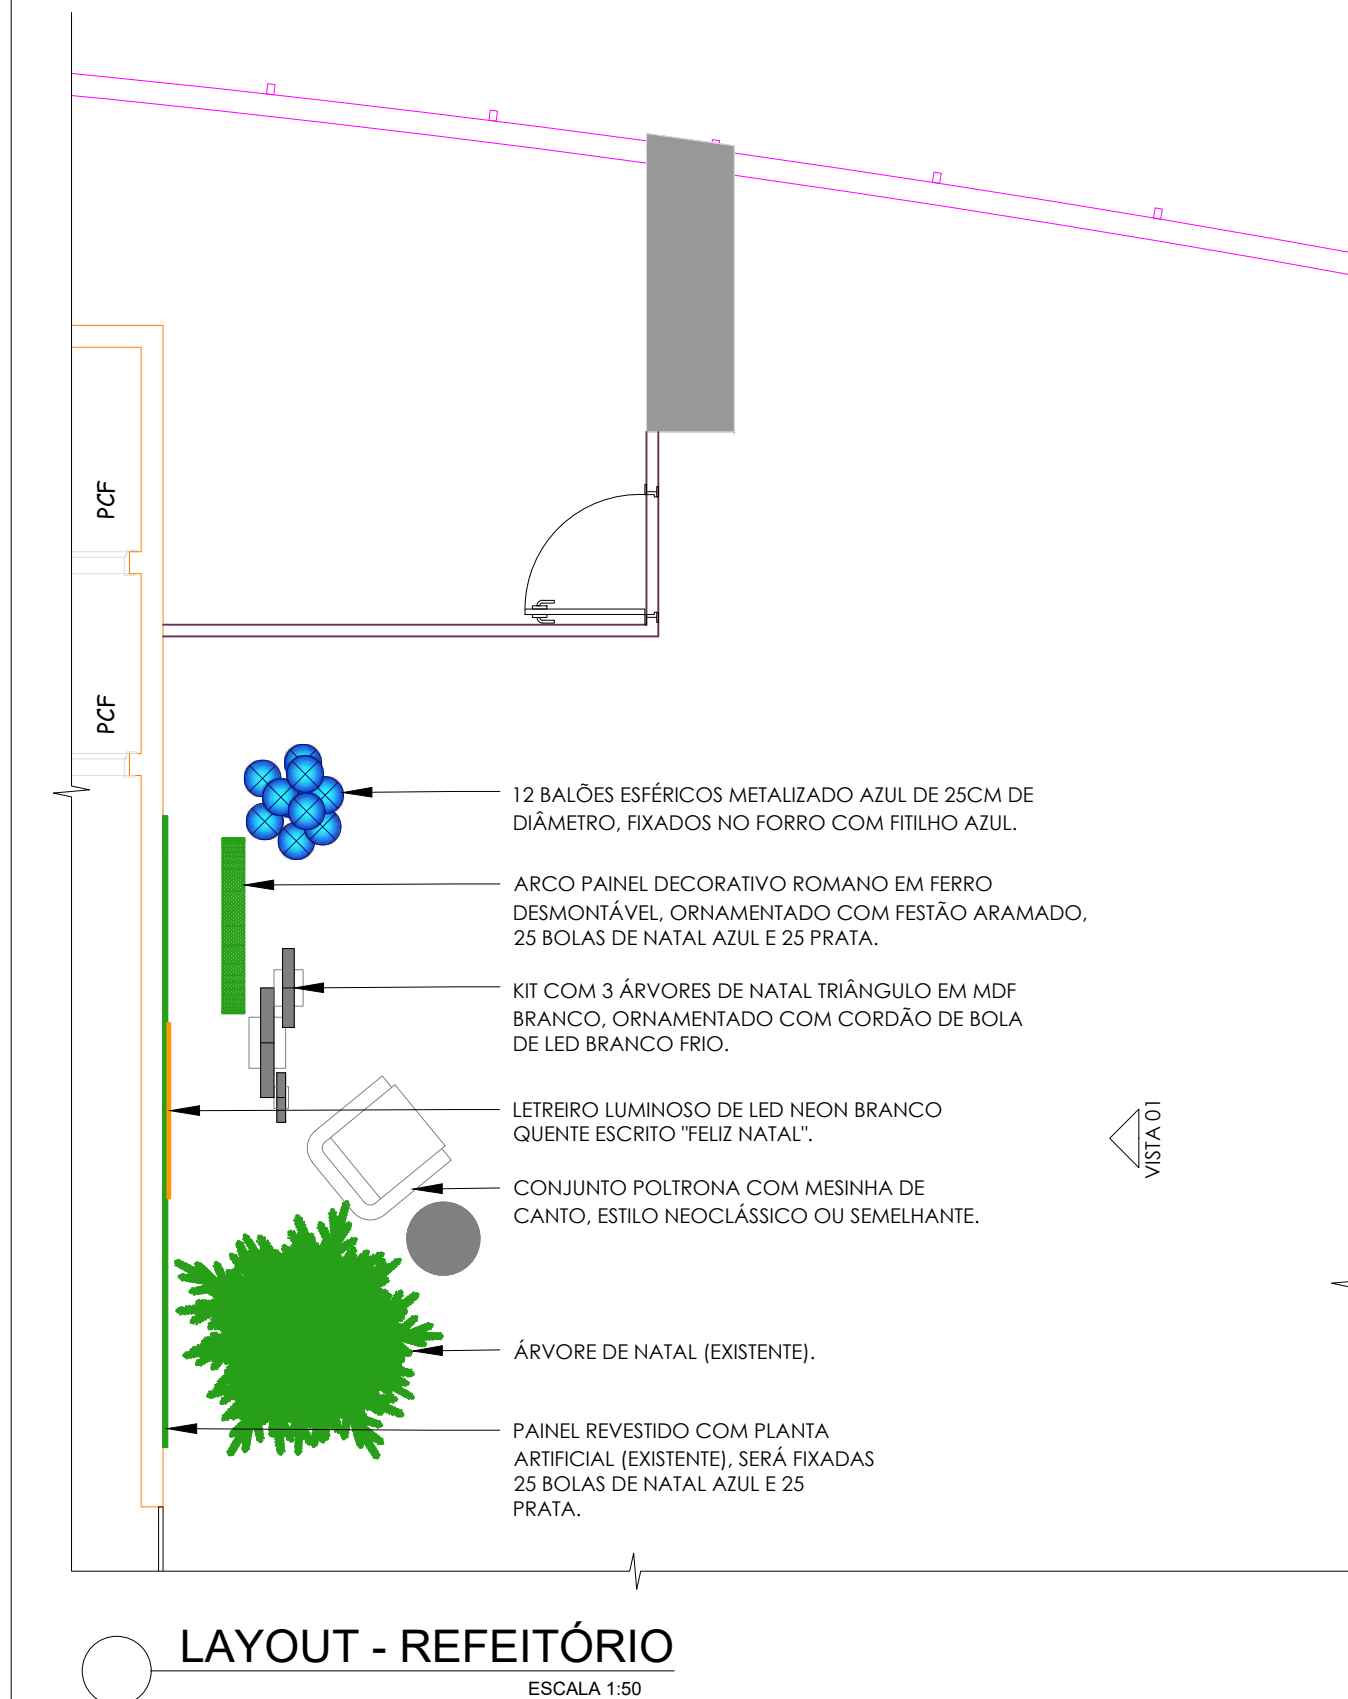 PCF
PCF
12 BALÕES ESFÉRICOS METALIZADO AZUL DE 25CM DE
DIÂMETRO, FIXADOS NO FORRO COM FITILHO AZUL.
ARCO PAINEL DECORATIVO ROMANO EM FERRO
DESMONTÁVEL, ORNAMENTADO COM FESTÃO ARAMADO,
25 BOLAS DE NATAL AZUL E 25 PRATA.
KIT COM 3 ÁRVORES DE NATAL TRIÂNGULO EM MDF
BRANCO, ORNAMENTADO COM CORDÃO DE BOLA
DE LED BRANCO FRIO.
LETREIRO LUMINOSO DE LED NEON BRANCO
QUENTE ESCRITO "FELIZ NATAL".
VISTA 01
CONJUNTO POLTRONA COM MESINHA DE
CANTO, ESTILO NEOCLÁSSICO OU SEMELHANTE.
ÁRVORE DE NATAL (EXISTENTE).
PAINEL REVESTIDO COM PLANTA
ARTIFICIAL (EXISTENTE), SERÁ FIXADAS
25 BOLAS DE NATAL AZUL E 25
PRATA.
LAYOUT - REFEITÓRIO
ESCALA 1:50